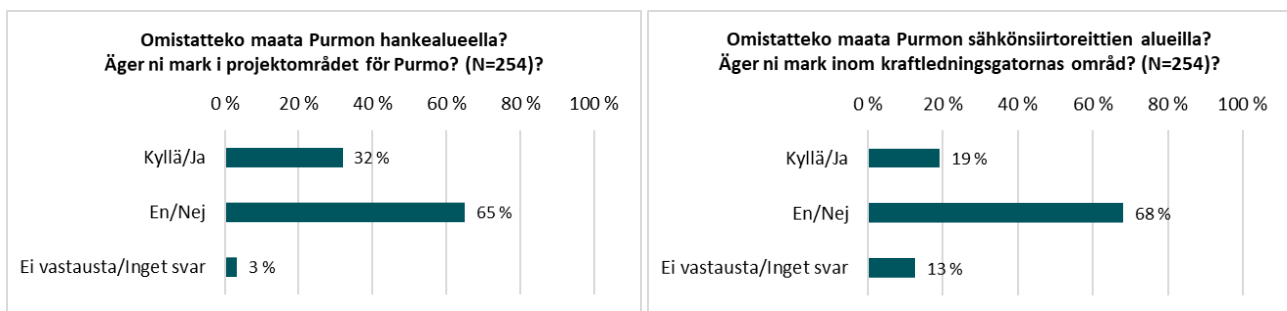 Omistatteko maata Purmon hankealueella?
Äger ni mark i projektområdet för Purmo? (N=254)?
0 % 20 % 40 % 60 % 80 % 100 %
Kyllä/Ja 32 %
En/Nej 65 %
Ei vastausta/Inget svar 3 %
Omistatteko maata Purmon sähkönsiirtoreittien alueilla?
Äger ni mark inom kraftledningsgatornas områd? (N=254)?
0 % 20 % 40 % 60 % 80 % 100 %
Kyllä/Ja 19 %
En/Nej 68 %
Ei vastausta/Inget svar 13 %